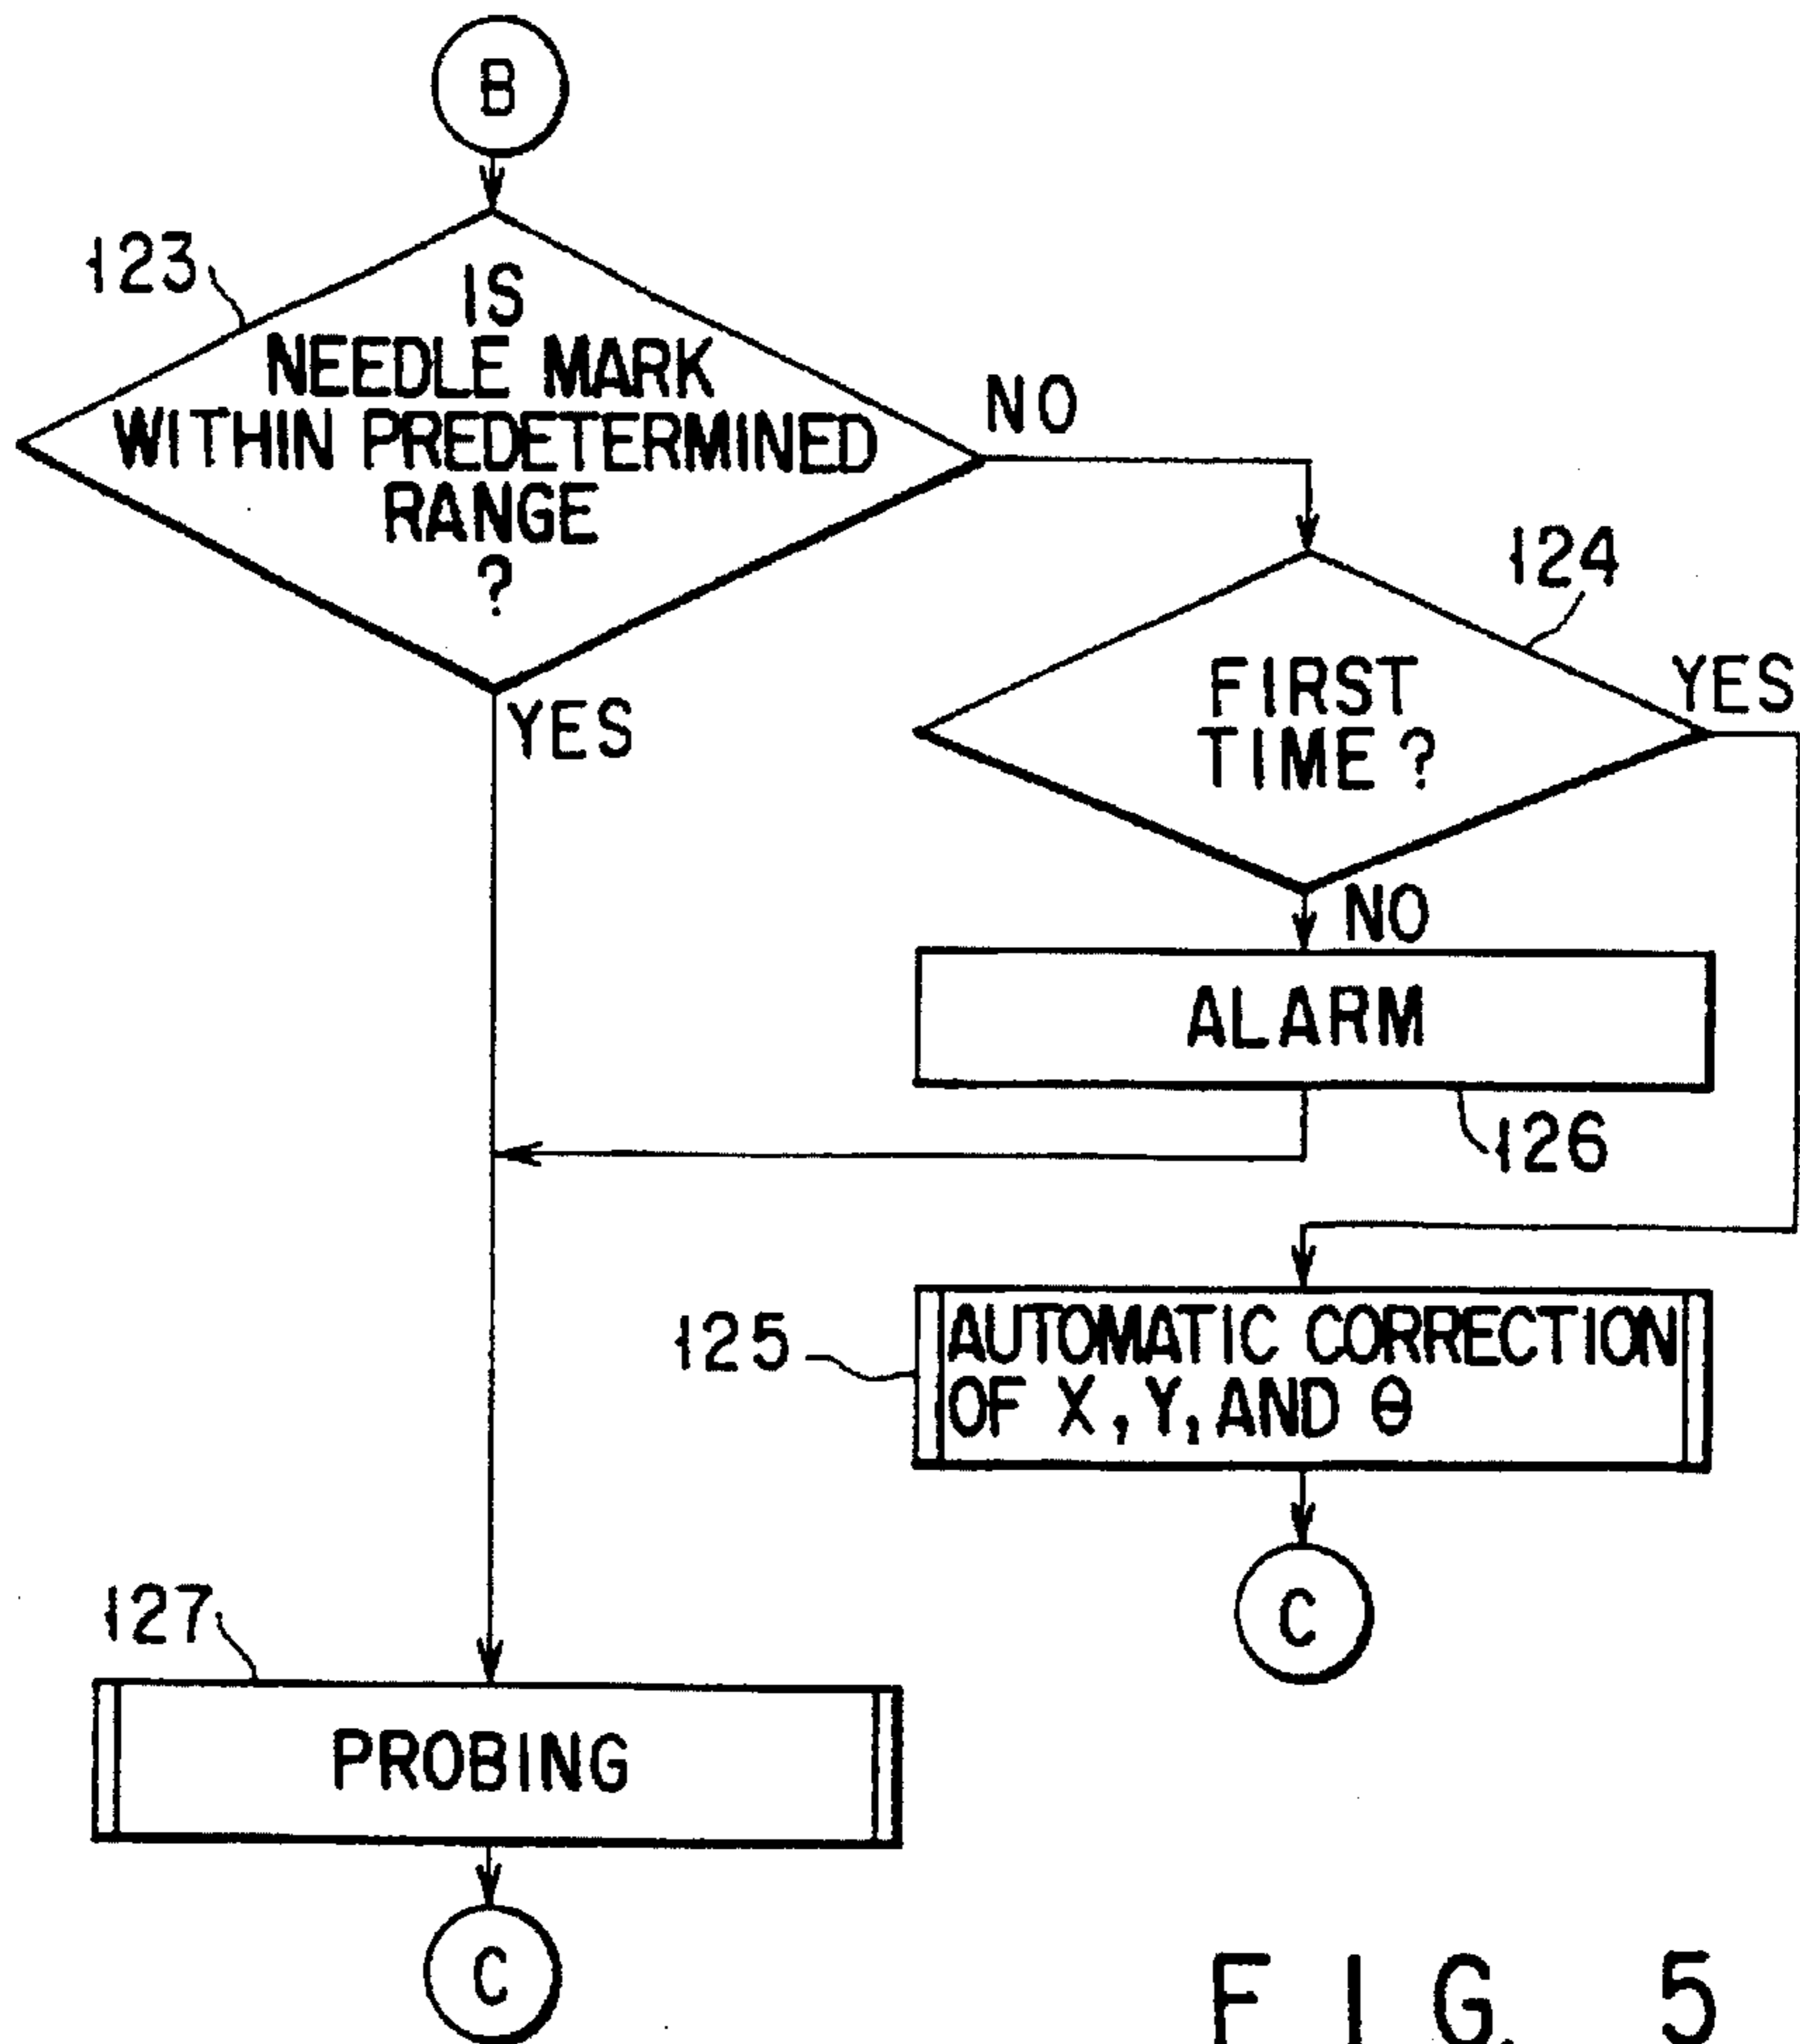 B
123
IS
NEEDLE MARK
WITHIN PREDETERMINED
RANGE
?
NO
YES
124
FIRST
TIME?
YES
NO
ALARM
126
125
AUTOMATIC CORRECTION
OF X, Y, AND θ
C
127
PROBING
C
FIG. 5